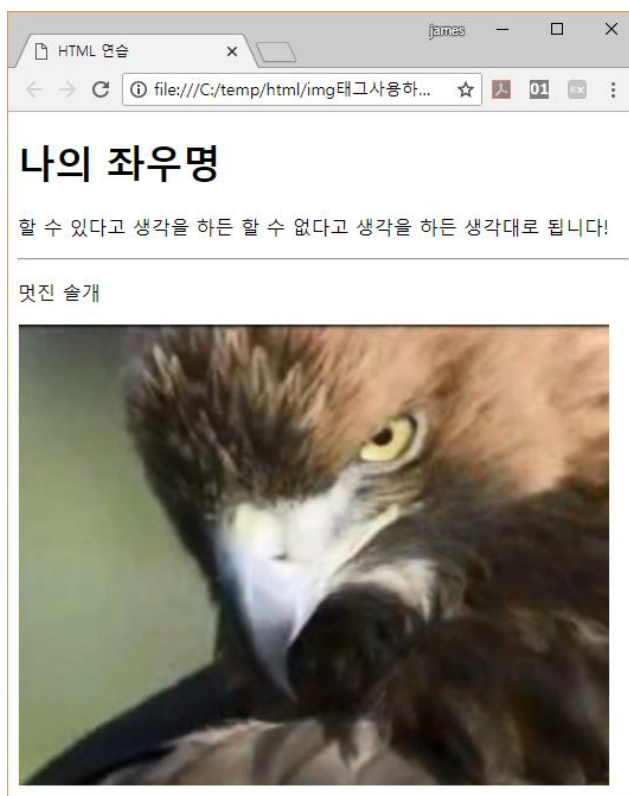 james
HTML 연습
file:///C:/temp/html/img태그사용하...
01
나의 좌우명
할 수 있다고 생각을 하든 할 수 없다고 생각을 하든 생각대로 됩니다!
멋진 솔개